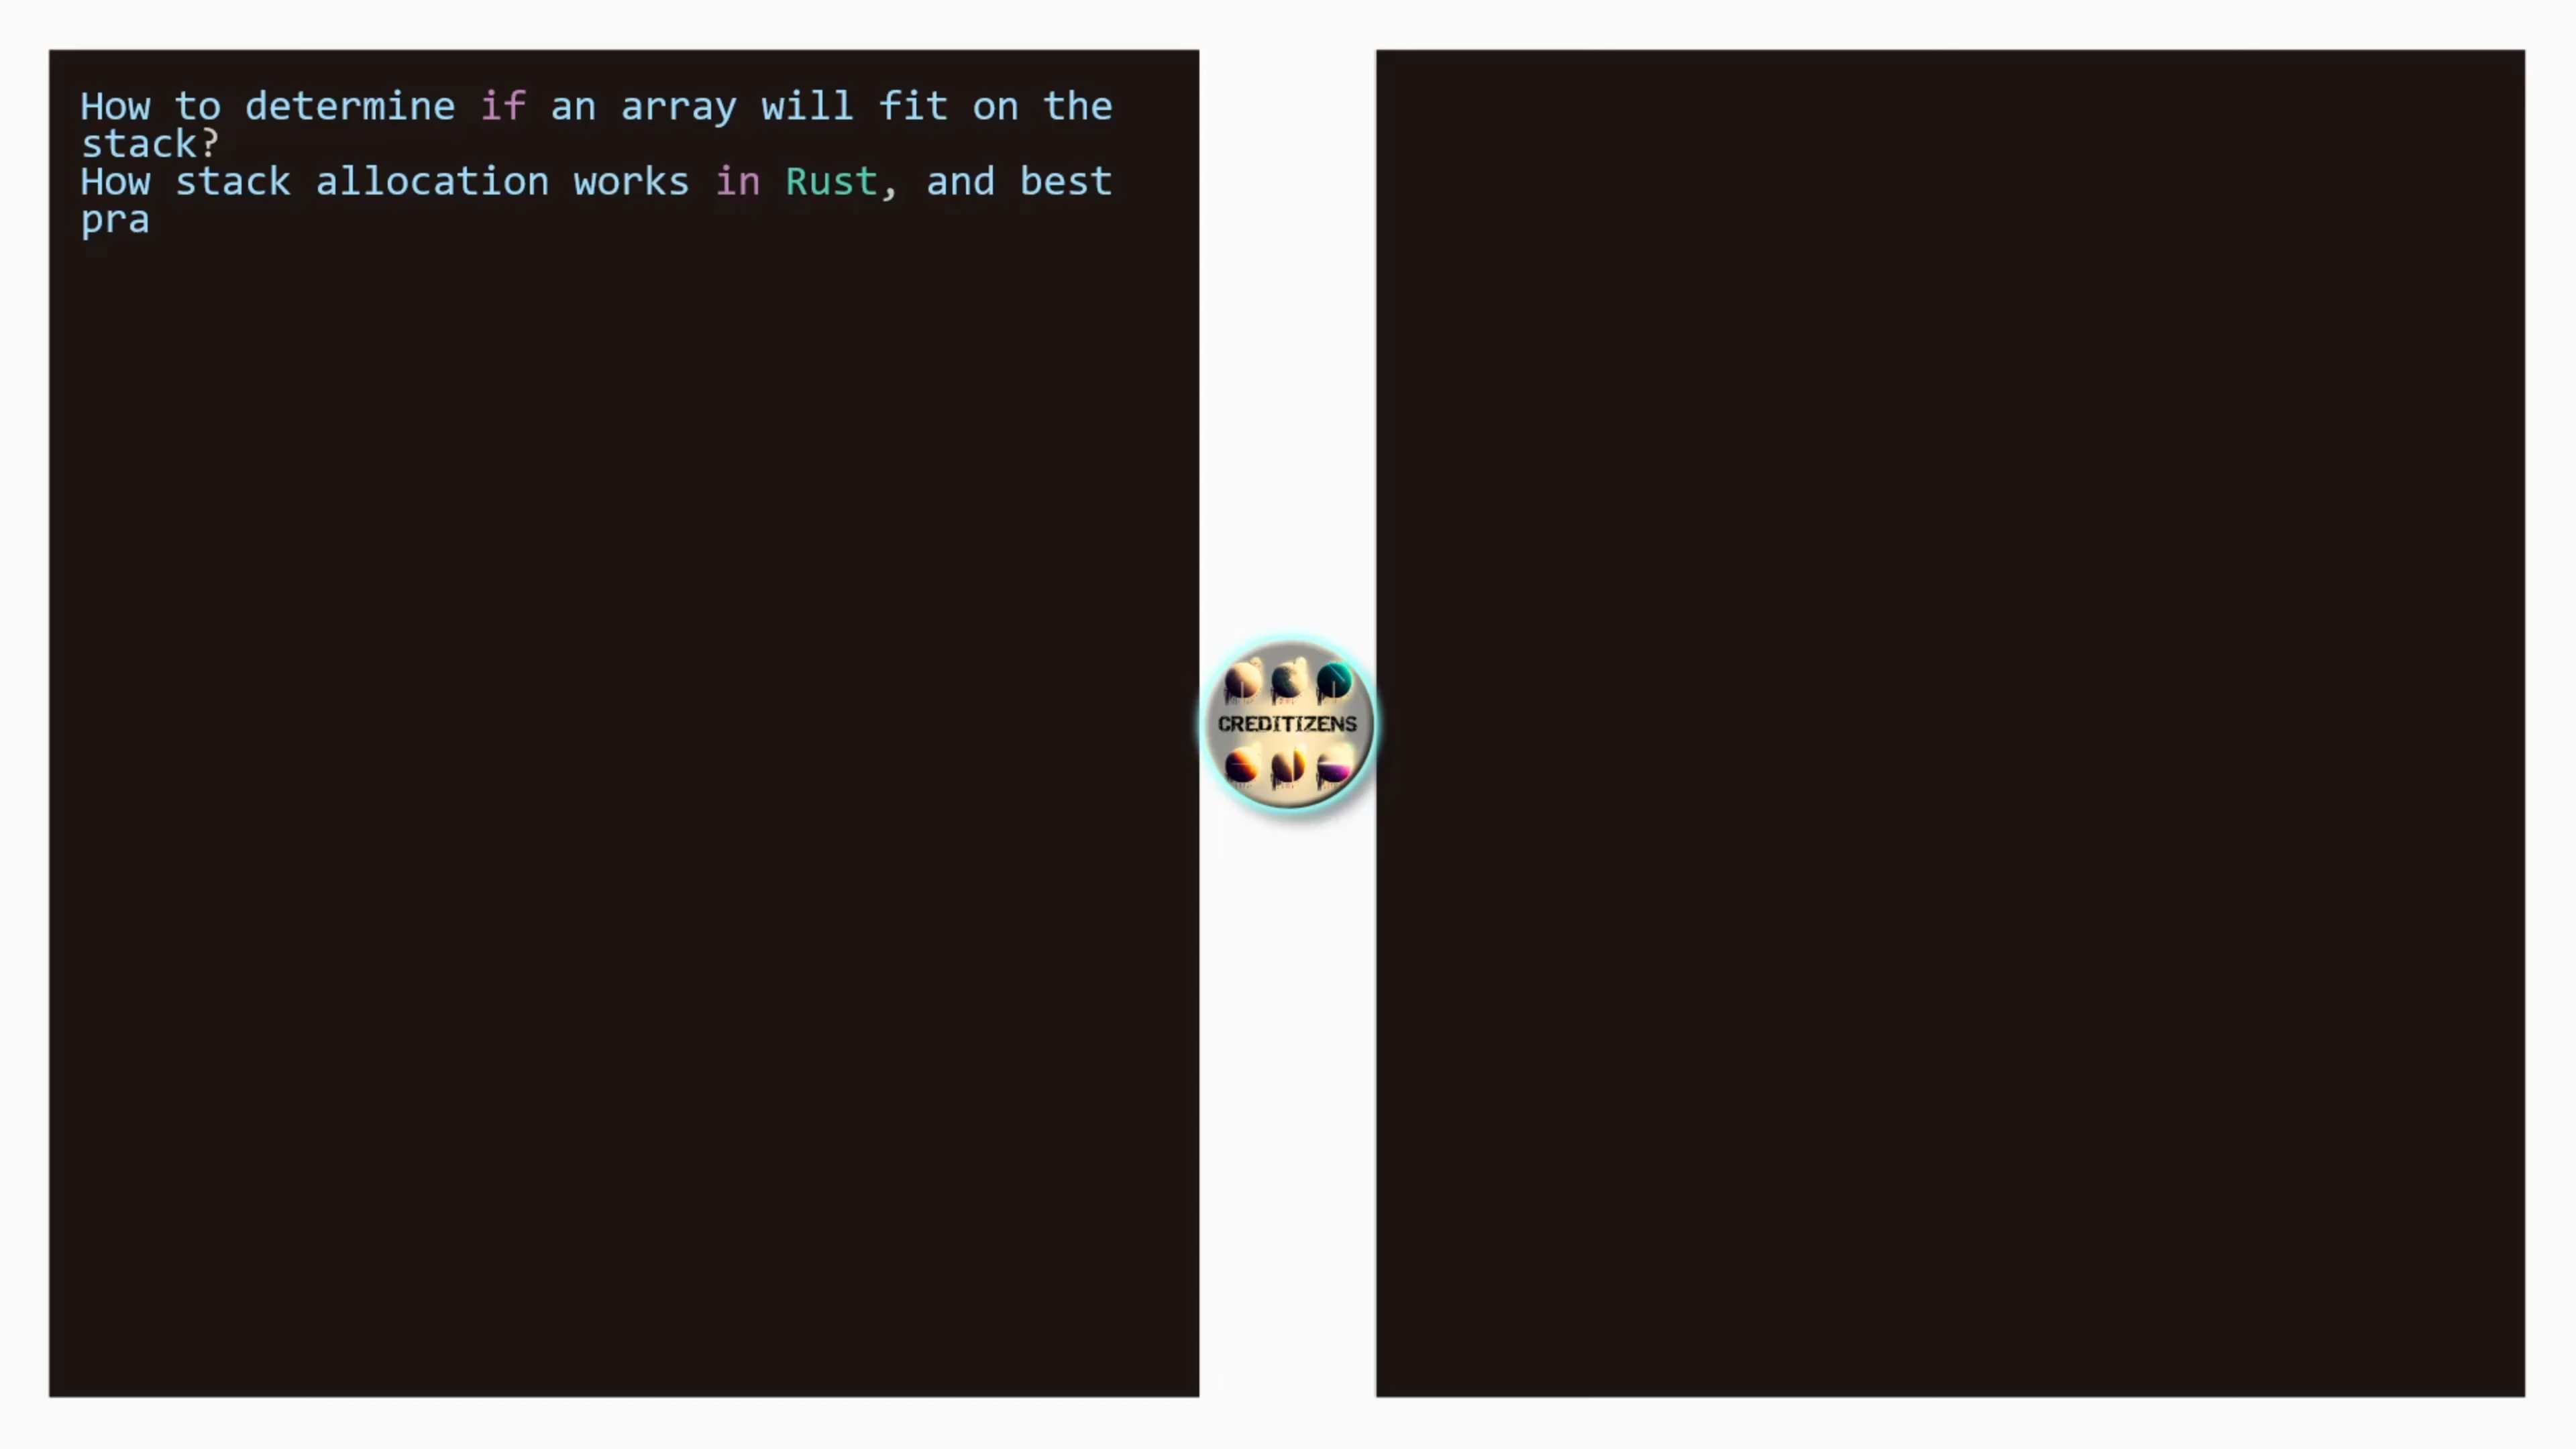 How to determine if an array will fit on the
stack?
How stack allocation works in Rust, and best
pra
CREDITIZENS